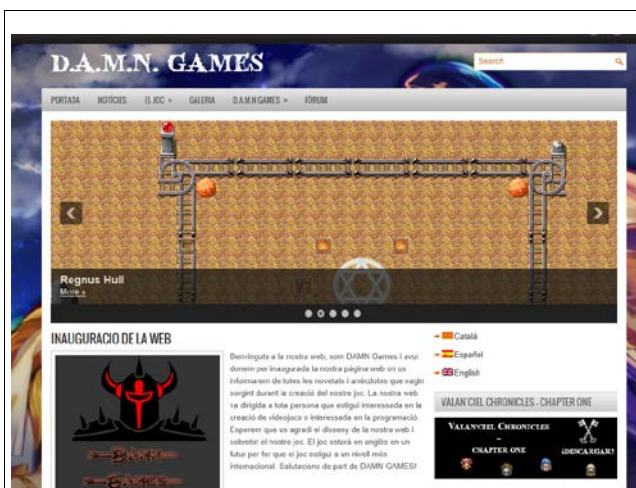 D.A.M.N. GAMES
Search
PORTADA NOTÍCIES EL JOC » GALERIA D.A.M.N GAMES » FÒRUM
Regnus Hull
More »
INAUGURACIO DE LA WEB
Benvinguts a la nostra web, som DAMN Games i avui
donem per inaugurada la nostra pàgina web on us
informarem de totes les novetats i anècdotes que vagin
sorgint durant la creació del nostre joc. La nostra web
va dirigida a tota persona que estigui interessada en la
creació de videojocs o interessada en la programació.
Esperem que us agradi el disseny de la nostra web i
sobretot el nostre joc. El joc estarà en anglès en un
futur per fer que el joc estigui a un nivell més
internacional. Salutacions de part de DAMN GAMES!
DAMN
GAMES
Català
Español
English
VALAN'CIEL CHRONICLES - CHAPTER ONE
VALANCIEL CHRONICLES
-
CHAPTER ONE
¡DESCARGAR!